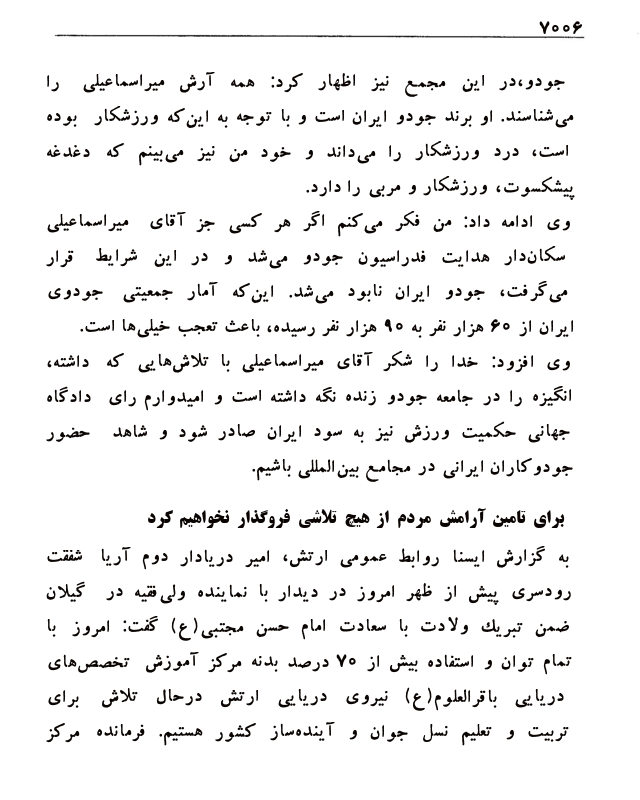 ۷۰۰۶
جودو،در این مجمع نیز اظهار کرد: همه آرش میراسماعیلی را
می‌شناسند. او برند جودو ایران است و با توجه به این‌که ورزشکار بوده
است، درد ورزشکار را می‌داند و خود من نیز می‌بینم که دغدغه
پیشکسوت، ورزشکار و مربی را دارد.
وی ادامه داد: من فکر می‌کنم اگر هر کسی جز آقای میراسماعیلی
سکان‌دار هدایت فدراسیون جودو می‌شد و در این شرایط قرار
می‌گرفت، جودو ایران نابود می‌شد. این‌که آمار جمعیتی جودوی
ایران از ۶۰ هزار نفر به ۹۰ هزار نفر رسیده، باعث تعجب خیلی‌ها است.
وی افزود: خدا را شکر آقای میراسماعیلی با تلاش‌هایی که داشته،
انگیزه را در جامعه جودو زنده نگه داشته است و امیدوارم رای دادگاه
جهانی حکمیت ورزش نیز به سود ایران صادر شود و شاهد حضور
جودوکاران ایرانی در مجامع بین‌المللی باشیم.
برای تامین آرامش مردم از هیچ تلاشی فروگذار نخواهیم کرد
به گزارش ایسنا روابط عمومی ارتش، امیر دریادار دوم آریا شفقت
رودسری پیش از ظهر امروز در دیدار با نماینده ولی‌فقیه در گیلان
ضمن تبریك ولادت با سعادت امام حسن مجتبی(ع) گفت: امروز با
تمام توان و استفاده بیش از ۷۰ درصد بدنه مرکز آموزش تخصص‌های
دریایی باقرالعلوم(ع) نیروی دریایی ارتش درحال تلاش برای
تربیت و تعلیم نسل جوان و آینده‌ساز کشور هستیم. فرمانده مرکز